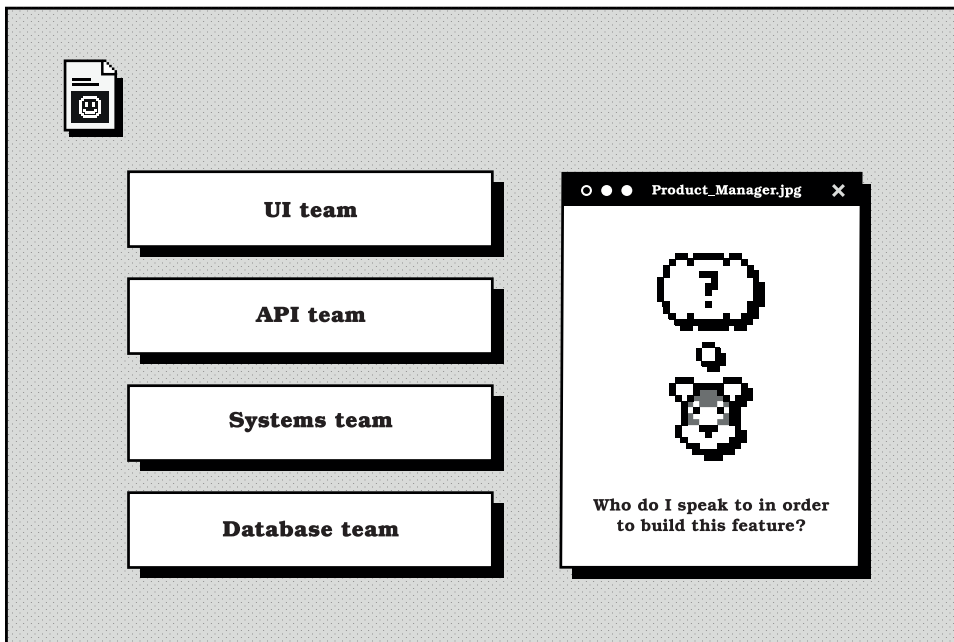 UI team
API team
Systems team
Database team
Product_Manager.jpg
?
Who do I speak to in order
to build this feature?